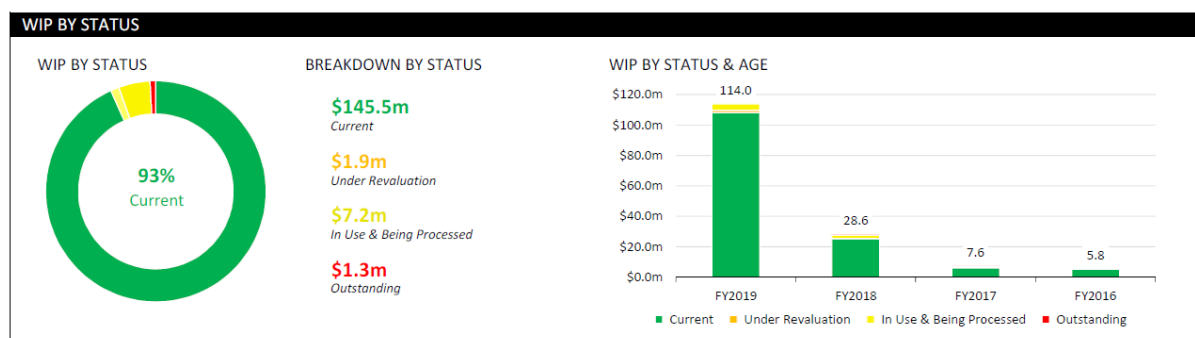 WIP BY STATUS
WIP BY STATUS
93%
Current
BREAKDOWN BY STATUS
$145.5m
Current
$1.9m
Under Revaluation
$7.2m
In Use & Being Processed
$1.3m
Outstanding
WIP BY STATUS & AGE
$120.0m
$100.0m
$80.0m
$60.0m
$40.0m
$20.0m
$0.0m
114.0
28.6
7.6
5.8
FY2019 FY2018 FY2017 FY2016
Current Under Revaluation In Use & Being Processed Outstanding